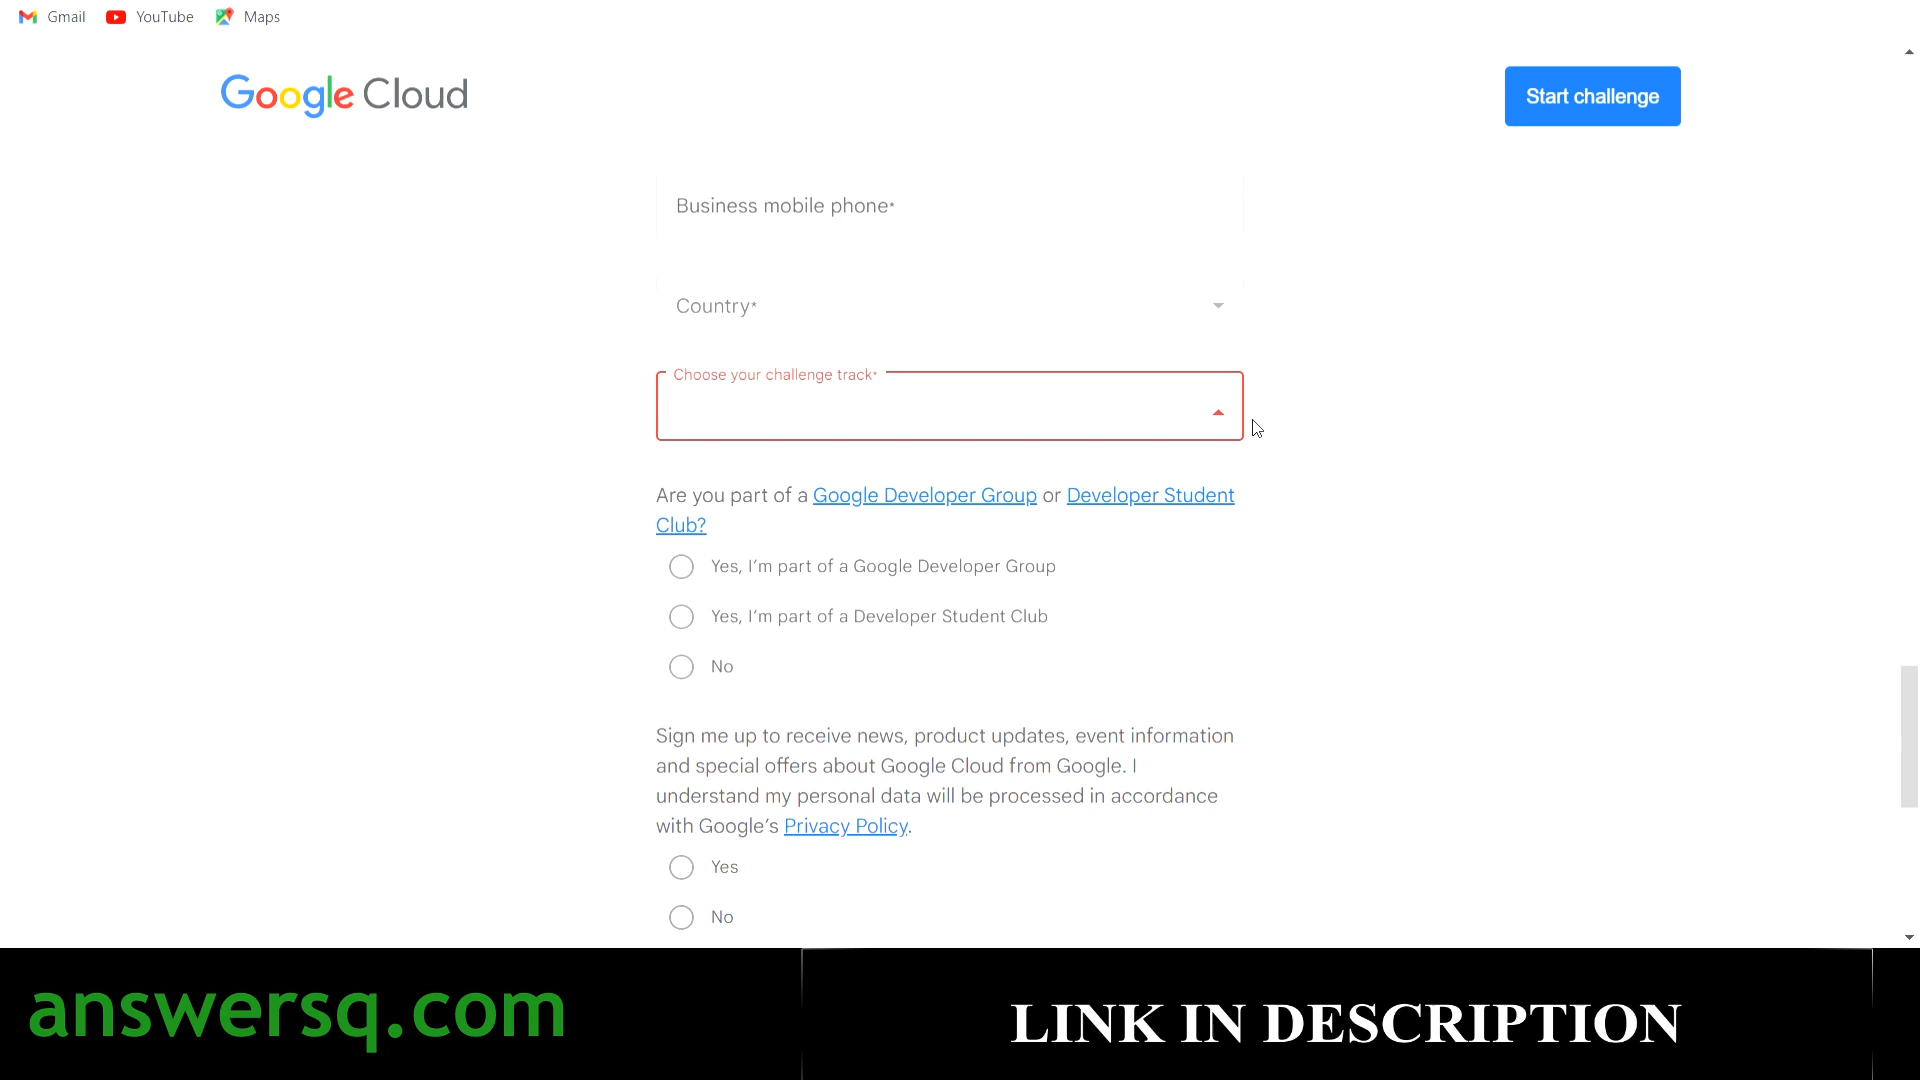 Gmail YouTube Maps
Google Cloud
Start challenge
Business mobile phone*
Country*
Choose your challenge track*
Are you part of a Google Developer Group or Developer Student
Club?
Yes, I’m part of a Google Developer Group
Yes, I’m part of a Developer Student Club
No
Sign me up to receive news, product updates, event information
and special offers about Google Cloud from Google. I
understand my personal data will be processed in accordance
with Google’s Privacy Policy.
Yes
No
answersq.com
LINK IN DESCRIPTION